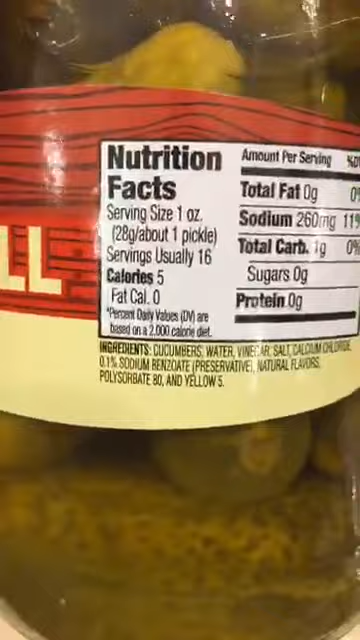 LL
Nutrition
Facts
Serving Size 1 oz.
(28g/about 1 pickle)
Servings Usually 16
Calories 5
Fat Cal. 0
*Percent Daily Values (DV) are
based on a 2,000 calorie diet.
Amount Per Serving
Total Fat 0g 0%
Sodium 260mg 11%
Total Carb. 1g 0%
Sugars 0g
Protein 0g
INGREDIENTS: CUCUMBERS, WATER, VINEGAR, SALT, CALCIUM CHLORIDE,
0.1% SODIUM BENZOATE (PRESERVATIVE), NATURAL FLAVORS,
POLYSORBATE 80, AND YELLOW 5.